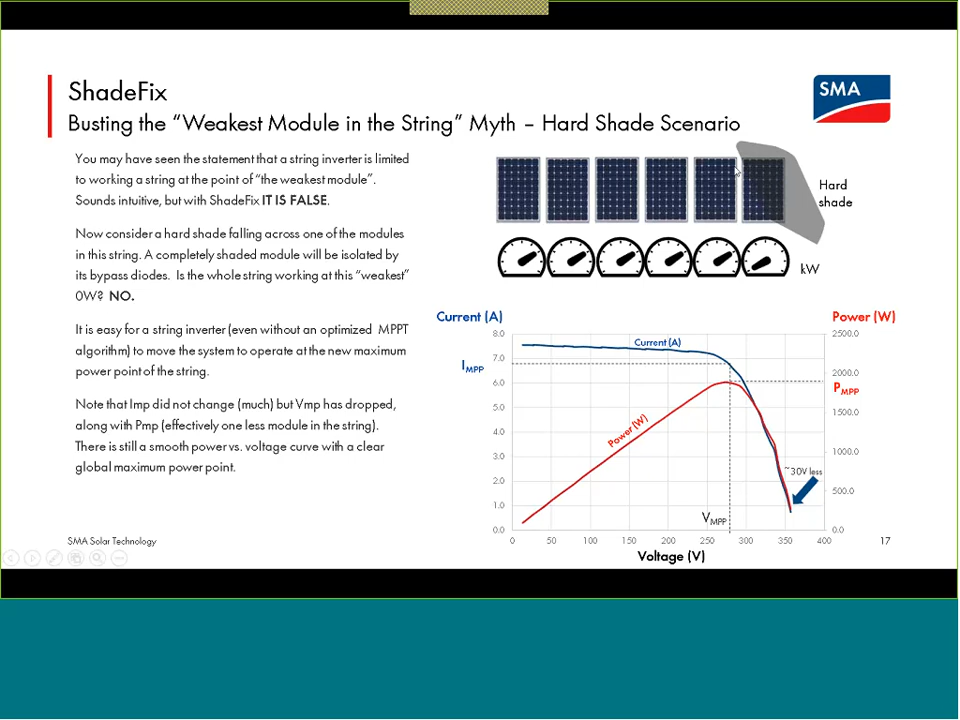 ShadeFix
Busting the “Weakest Module in the String” Myth – Hard Shade Scenario
SMA
You may have seen the statement that a string inverter is limited
to working a string at the point of “the weakest module”.
Sounds intuitive, but with ShadeFix IT IS FALSE.
Now consider a hard shade falling across one of the modules
in this string. A completely shaded module will be isolated by
its bypass diodes. Is the whole string working at this “weakest”
0W? NO.
It is easy for a string inverter (even without an optimized MPPT
algorithm) to move the system to operate at the new maximum
power point of the string.
Note that Imp did not change (much) but Vmp has dropped,
along with Pmp (effectively one less module in the string).
There is still a smooth power vs. voltage curve with a clear
global maximum power point.
Hard
shade
kW
Current (A)
Power (W)
8.0
7.0
6.0
5.0
4.0
3.0
2.0
1.0
0.0
IMPP
Current (A)
Power (W)
2500.0
2000.0
PMPP
1500.0
1000.0
500.0
0.0
~30V less
VMPP
0
50
100
150
200
250
300
350
400
Voltage (V)
SMA Solar Technology
17